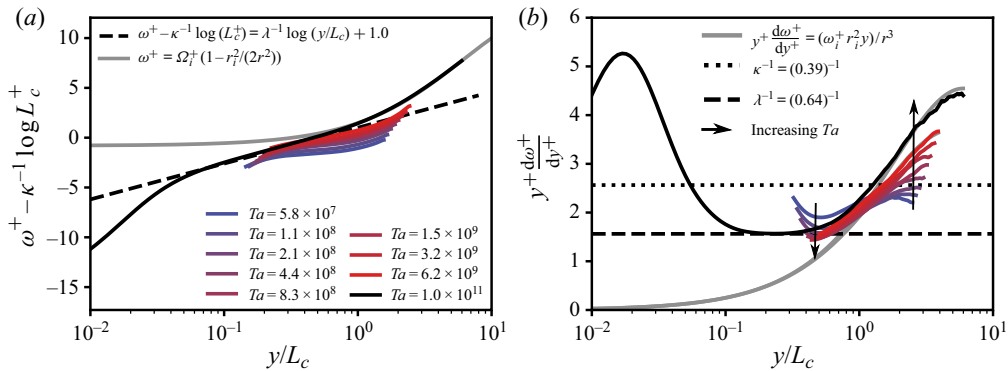 (a)
10
5
0
−5
−10
−15
ω⁺ − κ⁻¹ log L_c⁺
ω⁺ − κ⁻¹ log (L_c⁺) = λ⁻¹ log (y/L_c) + 1.0
ω⁺ = Ω_i⁺ (1 − r_i²/(2r²))
Ta = 5.8 × 10⁷
Ta = 1.1 × 10⁸
Ta = 2.1 × 10⁸
Ta = 4.4 × 10⁸
Ta = 8.3 × 10⁸
Ta = 1.5 × 10⁹
Ta = 3.2 × 10⁹
Ta = 6.2 × 10⁹
Ta = 1.0 × 10¹¹
10⁻² 10⁻¹ 10⁰ 10¹
y/L_c
(b)
6
5
4
3
2
1
0
y⁺ dω⁺/dy⁺
y⁺ dω⁺/dy⁺ = (ω_i⁺ r_i² y)/r³
κ⁻¹ = (0.39)⁻¹
λ⁻¹ = (0.64)⁻¹
Increasing Ta
10⁻² 10⁻¹ 10⁰ 10¹
y/L_c